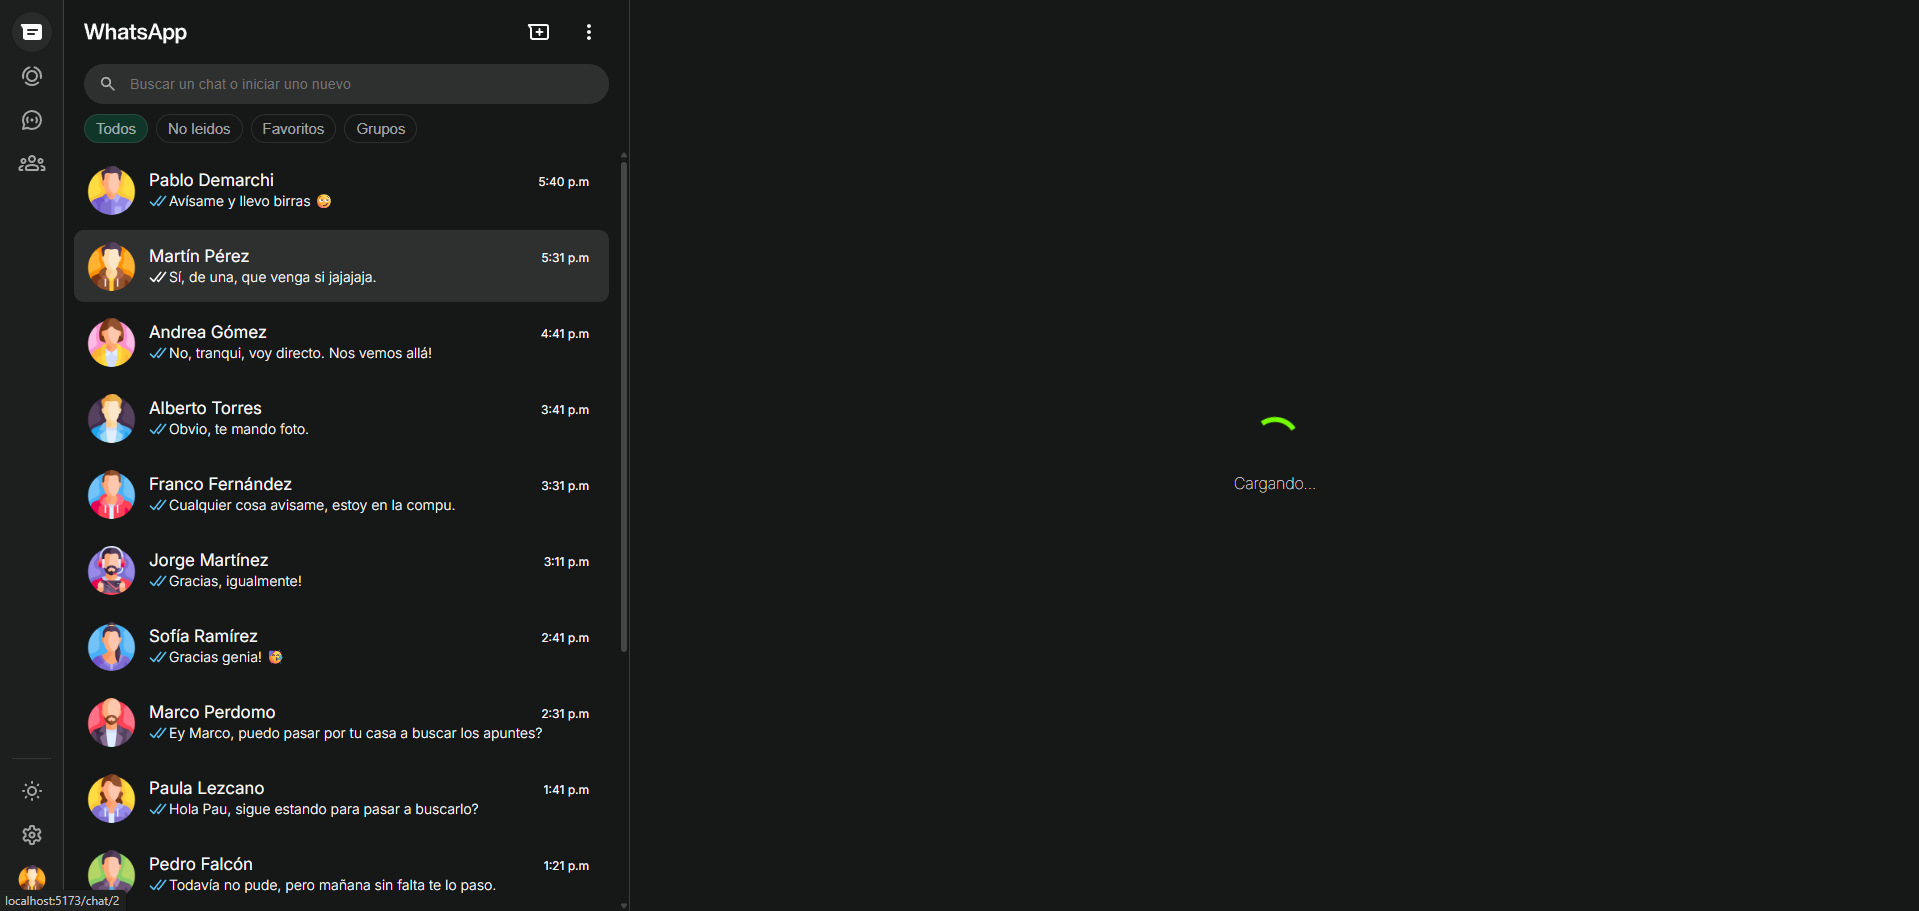 WhatsApp
Buscar un chat o iniciar uno nuevo
Todos No leidos Favoritos Grupos
Pablo Demarchi 5:40 p.m
Avísame y llevo birras 😁
Martín Pérez 5:31 p.m
Sí, de una, que venga si jajajaja.
Andrea Gómez 4:41 p.m
No, tranqui, voy directo. Nos vemos allá!
Alberto Torres 3:41 p.m
Obvio, te mando foto.
Franco Fernández 3:31 p.m
Cualquier cosa avisame, estoy en la compu.
Jorge Martínez 3:11 p.m
Gracias, igualmente!
Sofía Ramírez 2:41 p.m
Gracias genia! 🥳
Marco Perdomo 2:31 p.m
Ey Marco, puedo pasar por tu casa a buscar los apuntes?
Paula Lezcano 1:41 p.m
Hola Pau, sigue estando para pasar a buscarlo?
Pedro Falcón 1:21 p.m
Todavía no pude, pero mañana sin falta te lo paso.
localhost:5173/chat/2
Cargando...